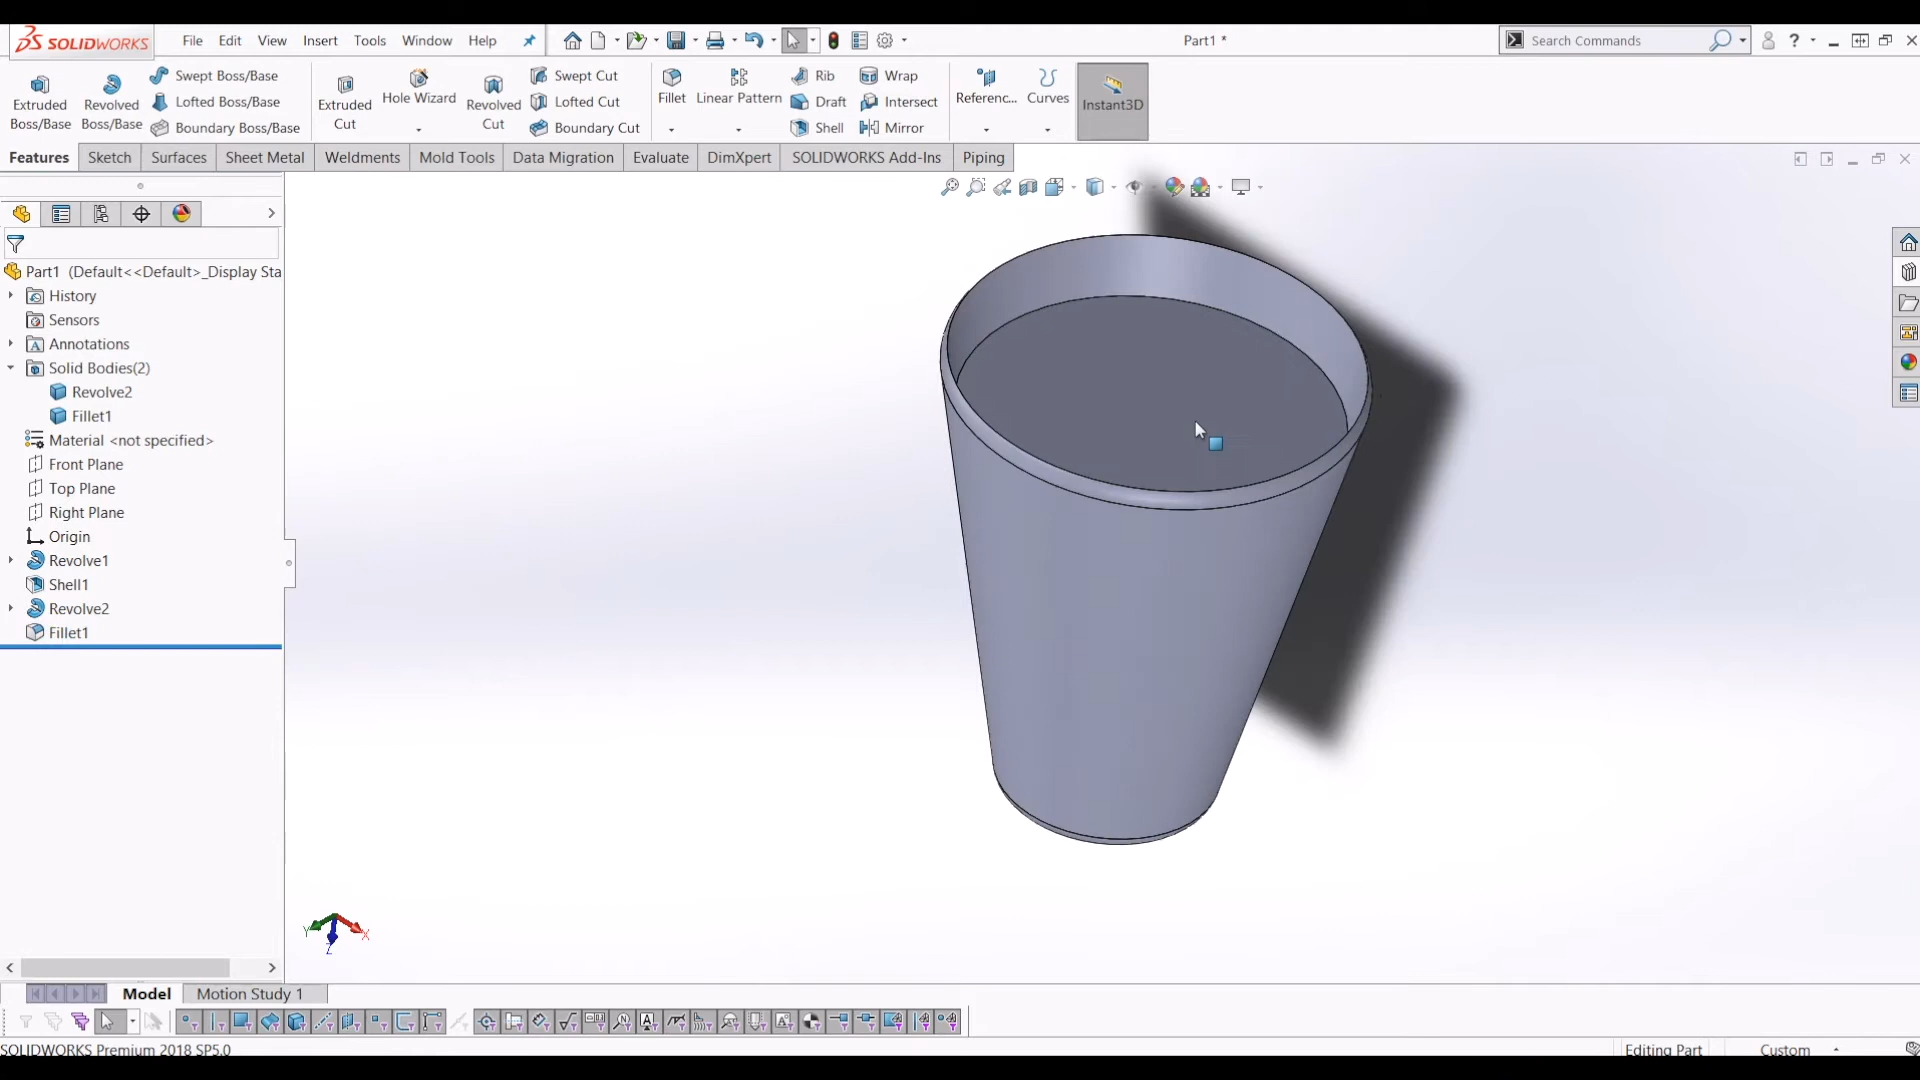 SOLIDWORKS
File Edit View Insert Tools Window Help
Part1 *
Search Commands
Extruded Boss/Base
Revolved Boss/Base
Swept Boss/Base
Lofted Boss/Base
Boundary Boss/Base
Extruded Cut
Hole Wizard
Revolved Cut
Swept Cut
Lofted Cut
Boundary Cut
Fillet
Linear Pattern
Rib
Draft
Shell
Wrap
Intersect
Mirror
Referenc...
Curves
Instant3D
Features Sketch Surfaces Sheet Metal Weldments Mold Tools Data Migration Evaluate DimXpert SOLIDWORKS Add-Ins Piping
Part1 (Default<<Default>_Display Sta
History
Sensors
Annotations
Solid Bodies(2)
Revolve2
Fillet1
Material <not specified>
Front Plane
Top Plane
Right Plane
Origin
Revolve1
Shell1
Revolve2
Fillet1
Y X
Z
Model Motion Study 1
SOLIDWORKS Premium 2018 SP5.0
Editing Part Custom